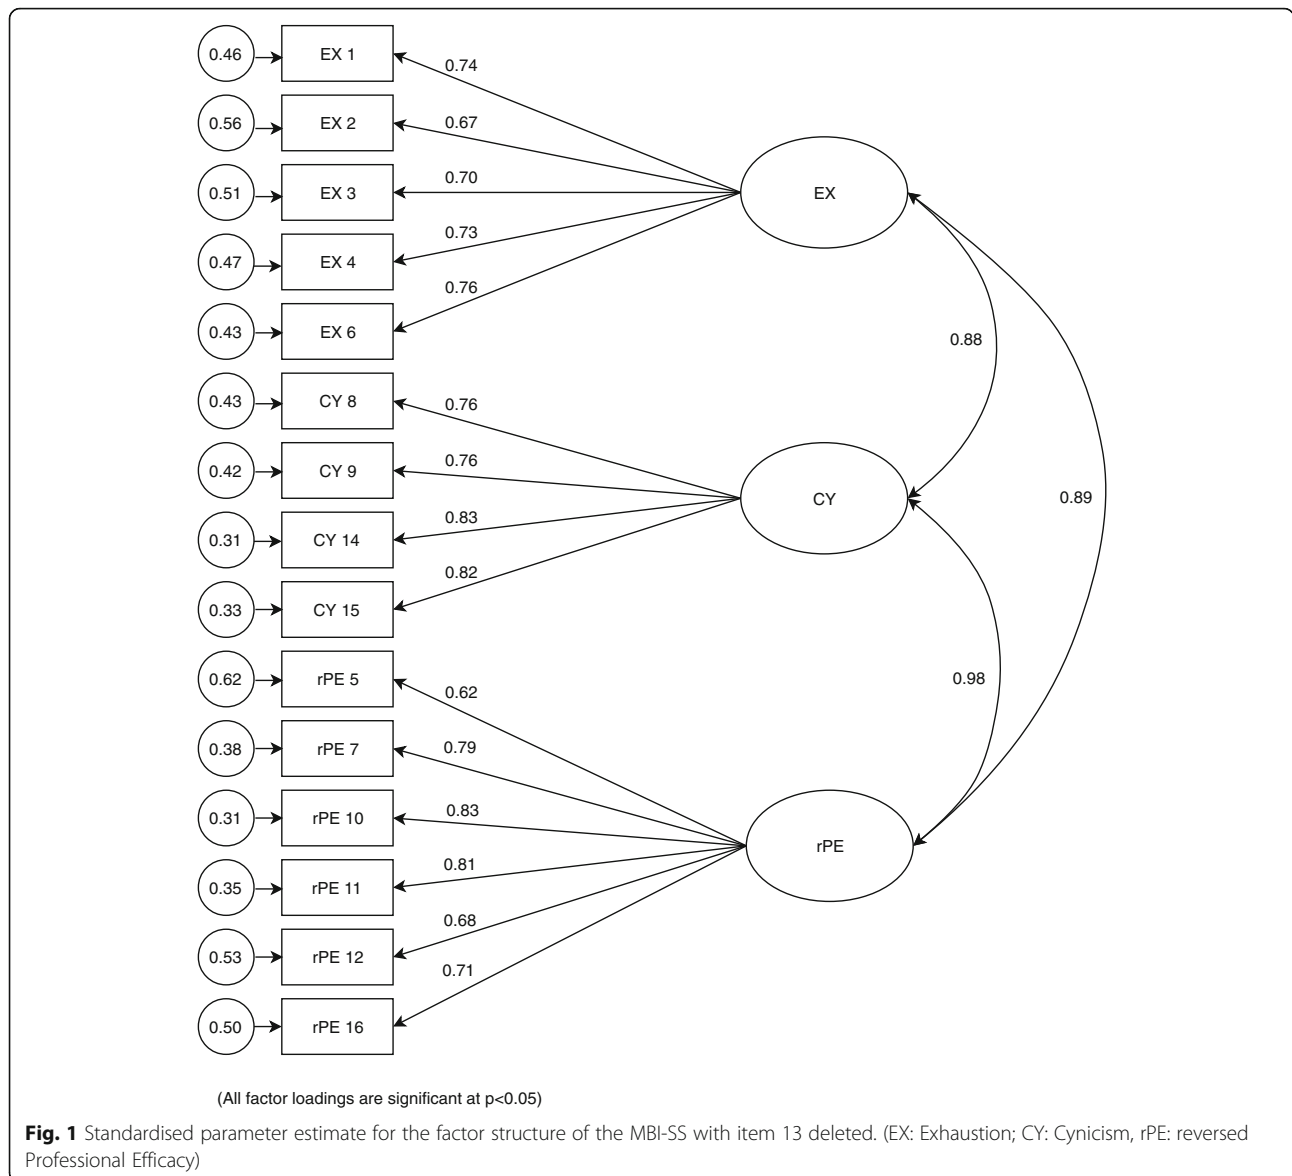 0.46 EX 1 0.74
0.56 EX 2 0.67
0.51 EX 3 0.70
EX
0.47 EX 4 0.73
0.43 EX 6 0.76
0.88
0.43 CY 8 0.76
0.42 CY 9 0.76
CY 0.89
0.31 CY 14 0.83
0.33 CY 15 0.82
0.62 rPE 5 0.62
0.98
0.38 rPE 7 0.79
0.31 rPE 10 0.83
rPE
0.35 rPE 11 0.81
0.53 rPE 12 0.68
0.50 rPE 16 0.71
(All factor loadings are significant at p<0.05)
Fig. 1 Standardised parameter estimate for the factor structure of the MBI-SS with item 13 deleted. (EX: Exhaustion; CY: Cynicism, rPE: reversed
Professional Efficacy)